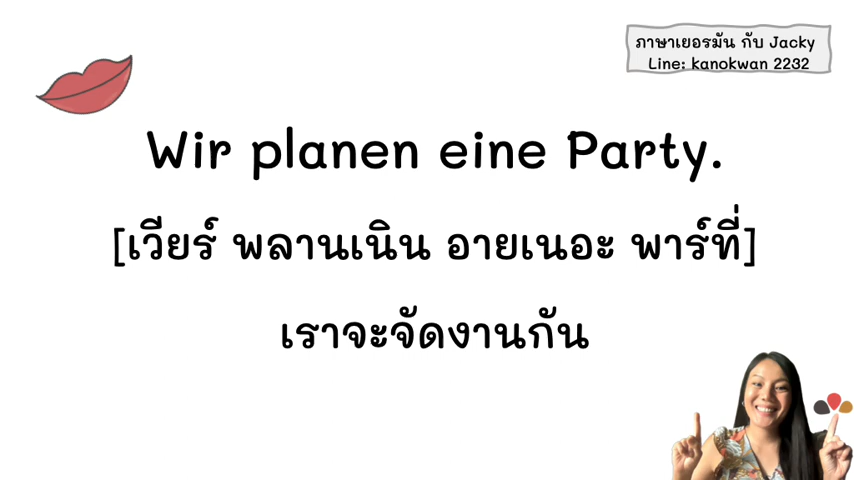 ภาษาเยอรมัน กับ Jacky
Line: kanokwan 2232
Wir planen eine Party.
[เวียร์ พลานเนิน อายเนอะ พาร์ที่]
เราจะจัดงานกัน